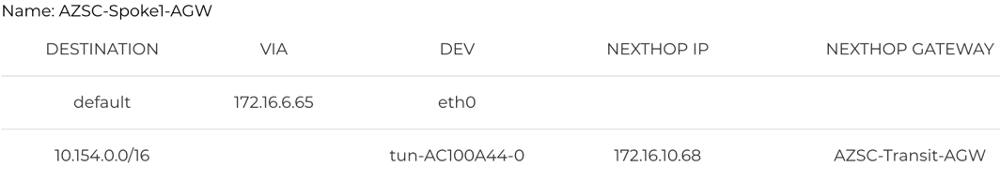 Name: AZSC-Spoke1-AGW
DESTINATION VIA DEV NEXTHOP IP NEXTHOP GATEWAY
default 172.16.6.65 eth0
10.154.0.0/16 tun-AC100A44-0 172.16.10.68 AZSC-Transit-AGW